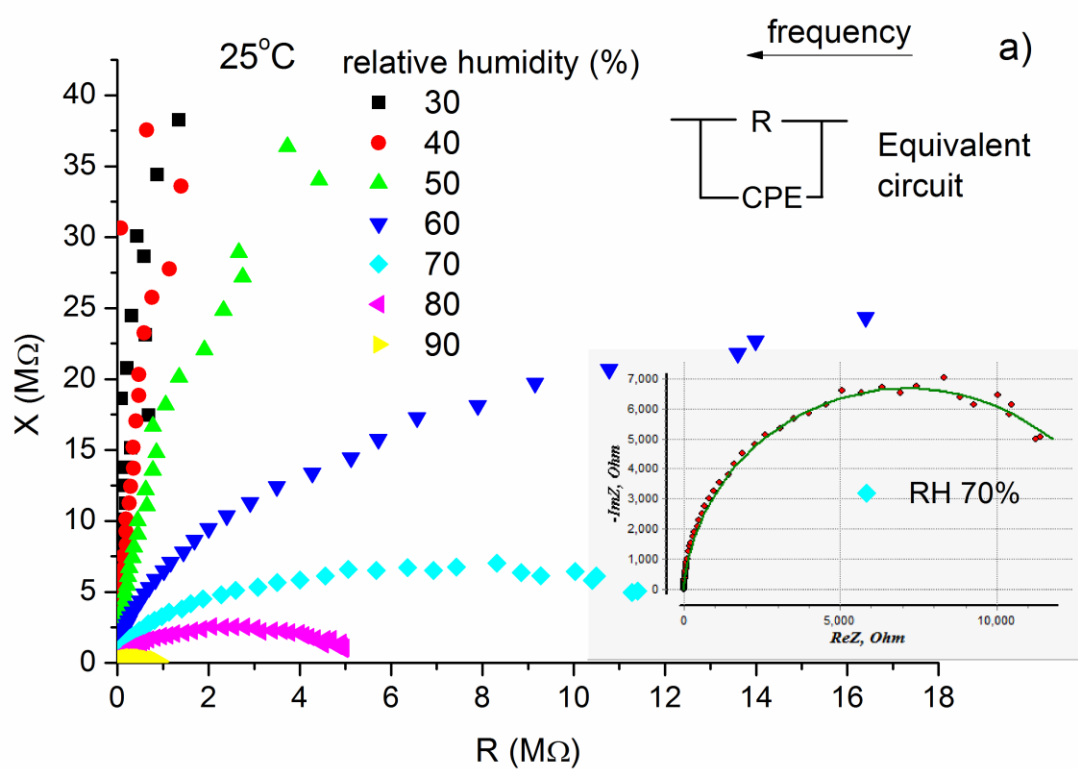 25°C
frequency
a)
relative humidity (%)
30
40
50
60
70
80
90
R
CPE
Equivalent
circuit
X (MΩ)
40
35
30
25
20
15
10
5
0
0 2 4 6 8 10 12 14 16 18
R (MΩ)
-ImZ, Ohm
7,000
6,000
5,000
4,000
3,000
2,000
1,000
0
RH 70%
0 5,000 10,000
ReZ, Ohm